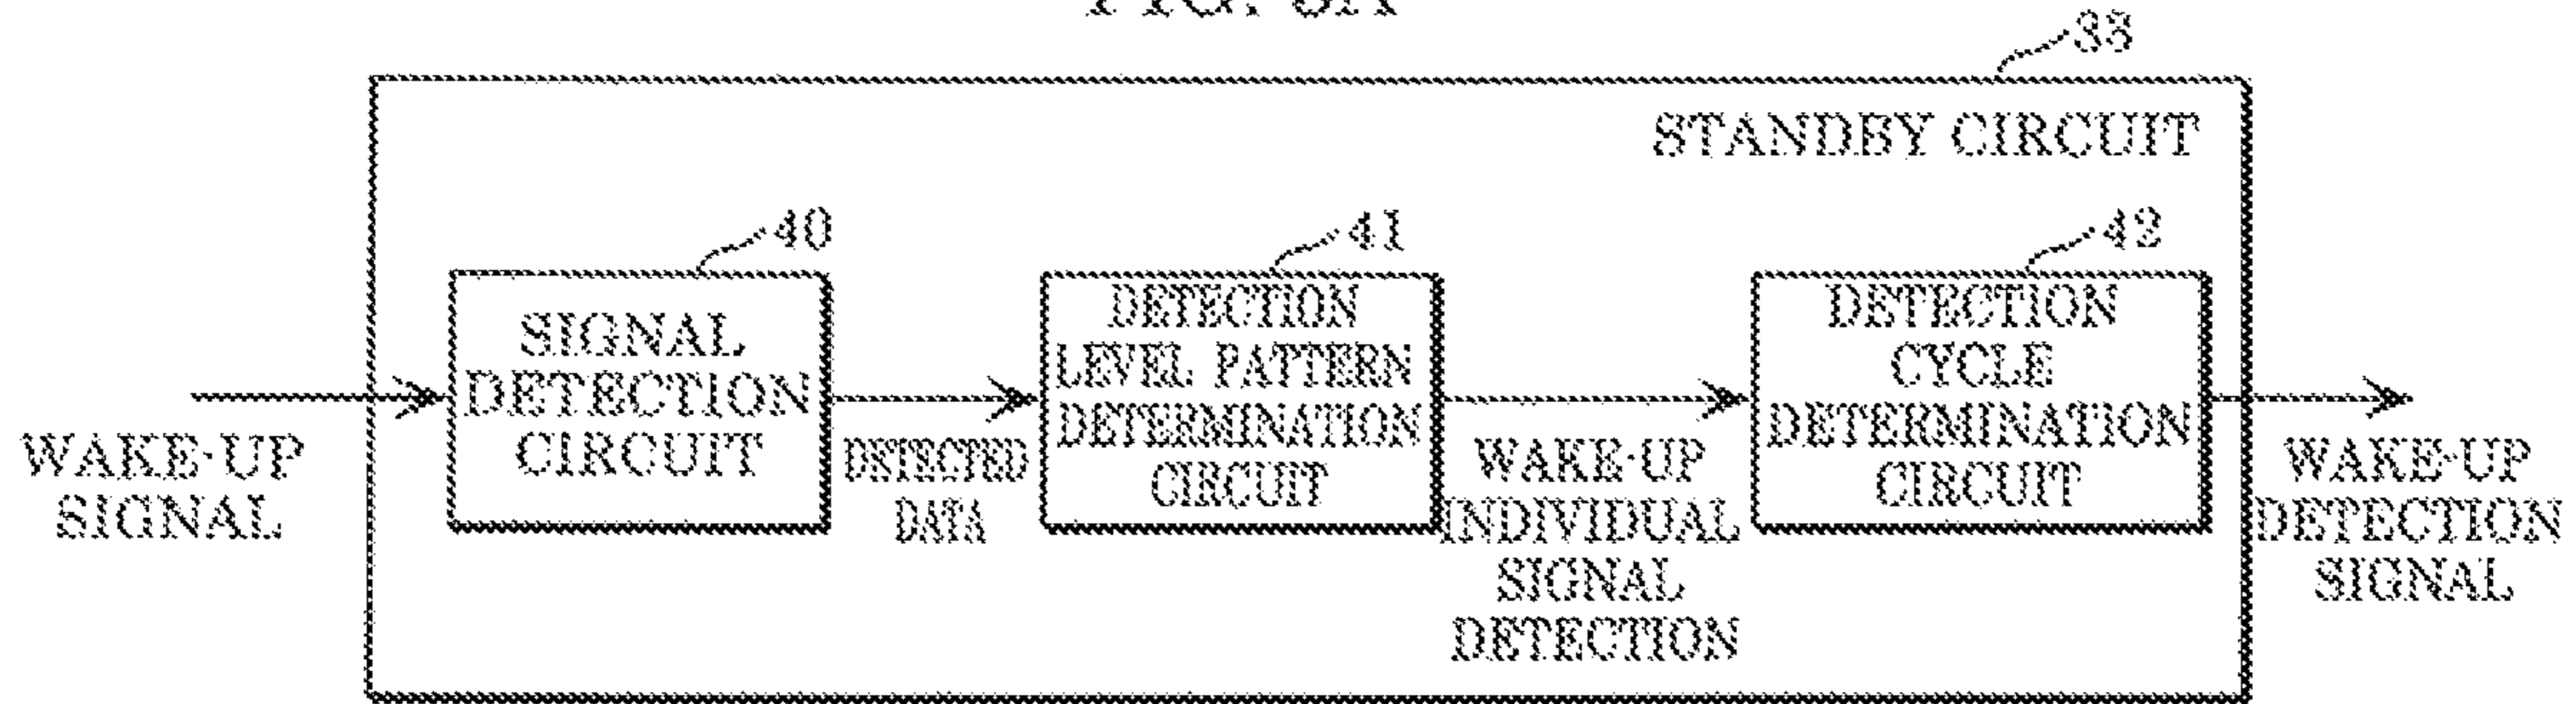 FIG.
STANDBY CIRCUIT
40
41
42
SIGNAL
DETECTION
CIRCUIT
DETECTION
LEVEL PATTERN
DETERMINATION
CIRCUIT
DETECTION
CYCLE
DETERMINATION
CIRCUIT
WAKE-UP
SIGNAL
DETECTED
DATA
WAKE-UP
INDIVIDUAL
SIGNAL
DETECTION
WAKE-UP
DETECTION
SIGNAL